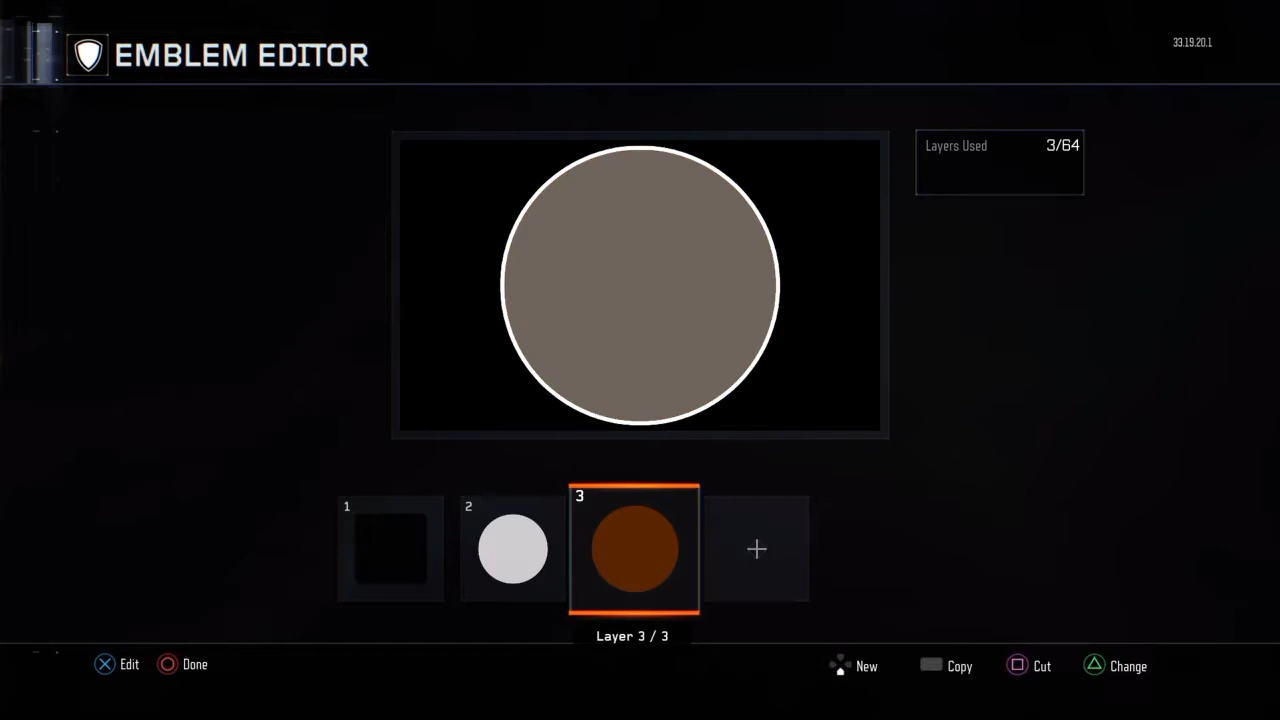 EMBLEM EDITOR
33.19.20.1
Layers Used 3/64
1
2
3
Layer 3 / 3
Edit Done New Copy Cut Change